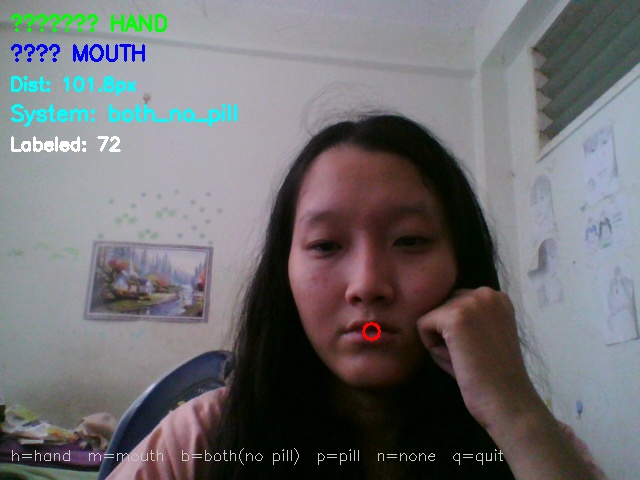 ??????? HAND
???? MOUTH
Dist: 101.8px
System: both_no_pill
Labeled: 72
h=hand m=mouth b=both(no pill) p=pill n=none q=quit